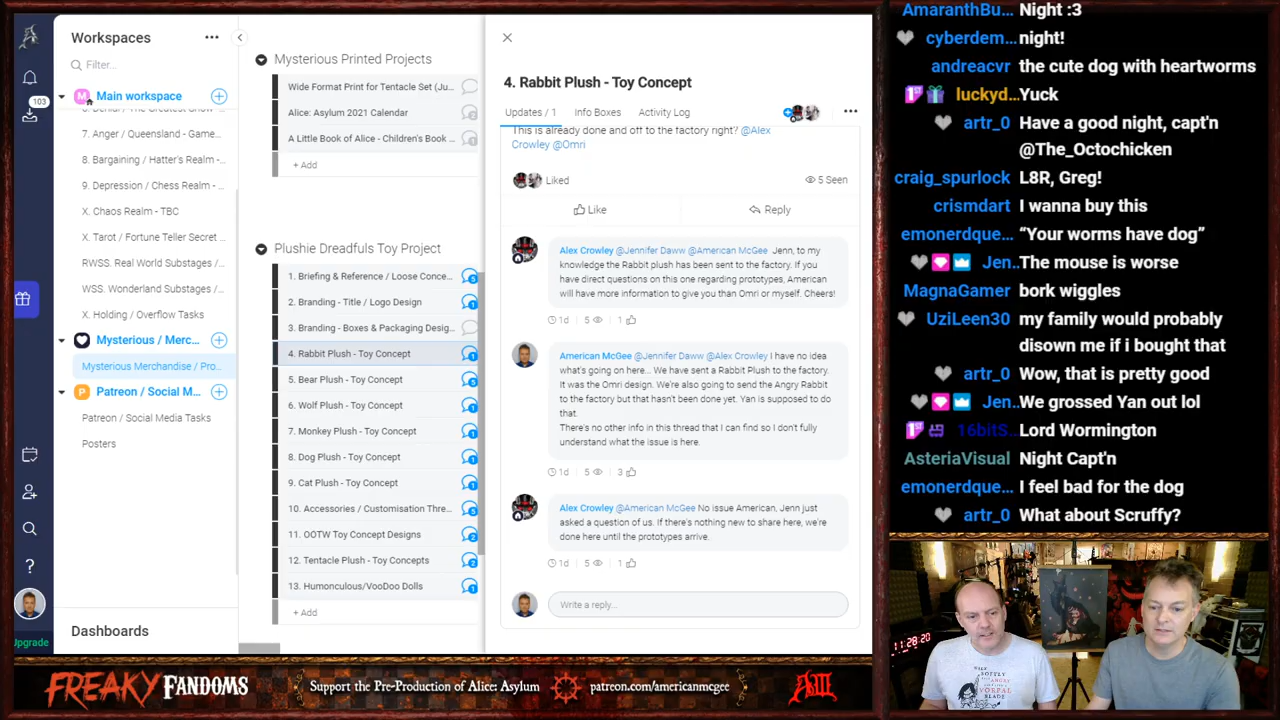 Workspaces
Filter...
Main workspace
103
7. Anger / Queensland - Game...
8. Bargaining / Hatter's Realm - ...
9. Depression / Chess Realm - ...
X. Chaos Realm - TBC
X. Tarot / Fortune Teller Secret ...
RWSS. Real World Substages / ...
WSS. Wonderland Substages / ...
X. Holding / Overflow Tasks
Mysterious / Merc...
Mysterious Merchandise / Pro...
Patreon / Social M...
Patreon / Social Media Tasks
Posters
Dashboards
Upgrade
Mysterious Printed Projects
Wide Format Print for Tentacle Set (Ju...
Alice: Asylum 2021 Calendar
A Little Book of Alice - Children's Book ...
+ Add
Plushie Dreadfuls Toy Project
1. Briefing & Reference / Loose Conce...
2. Branding - Title / Logo Design
3. Branding - Boxes & Packaging Desig...
4. Rabbit Plush - Toy Concept
5. Bear Plush - Toy Concept
6. Wolf Plush - Toy Concept
7. Monkey Plush - Toy Concept
8. Dog Plush - Toy Concept
9. Cat Plush - Toy Concept
10. Accessories / Customisation Thre...
11. OOTW Toy Concept Designs
12. Tentacle Plush - Toy Concepts
13. Humonculous/VooDoo Dolls
+ Add
4. Rabbit Plush - Toy Concept
Updates / 1 Info Boxes Activity Log
This is already done and off to the factory right? @Alex
Crowley @Omri
Liked
5 Seen
Like
Reply
Alex Crowley @Jennifer Daww @American McGee Jenn, to my
knowledge the Rabbit plush has been sent to the factory. If you
have direct questions on this one regarding prototypes, American
will have more information to give you than Omri or myself. Cheers!
1d 5 1
American McGee @Jennifer Daww @Alex Crowley I have no idea
what's going on here... We have sent a Rabbit Plush to the factory.
It was the Omri design. We're also going to send the Angry Rabbit
to the factory but that hasn't been done yet. Yan is supposed to do
that.
There's no other info in this thread that I can find so I don't fully
understand what the issue is here.
1d 5 3
Alex Crowley @American McGee No issue American, Jenn just
asked a question of us. If there's nothing new to share here, we're
done here until the prototypes arrive.
1d 5 1
Write a reply...
AmaranthBu... Night :3
cyberdem... night!
andreacvr the cute dog with heartworms
luckyd... Yuck
artr_0 Have a good night, capt'n
@The_Octochicken
craig_spurlock L8R, Greg!
crismdart I wanna buy this
emonerdque... “Your worms have dog”
Jen.. The mouse is worse
MagnaGamer bork wiggles
UziLeen30 my family would probably
disown me if i bought that
artr_0 Wow, that is pretty good
Jen.. We grossed Yan out lol
16bitS... Lord Wormington
AsteriaVisual Night Capt'n
emonerdque... I feel bad for the dog
artr_0 What about Scruffy?
11:28:20
FREAKY FANDOMS
Support the Pre-Production of Alice: Asylum
patreon.com/americanmcgee